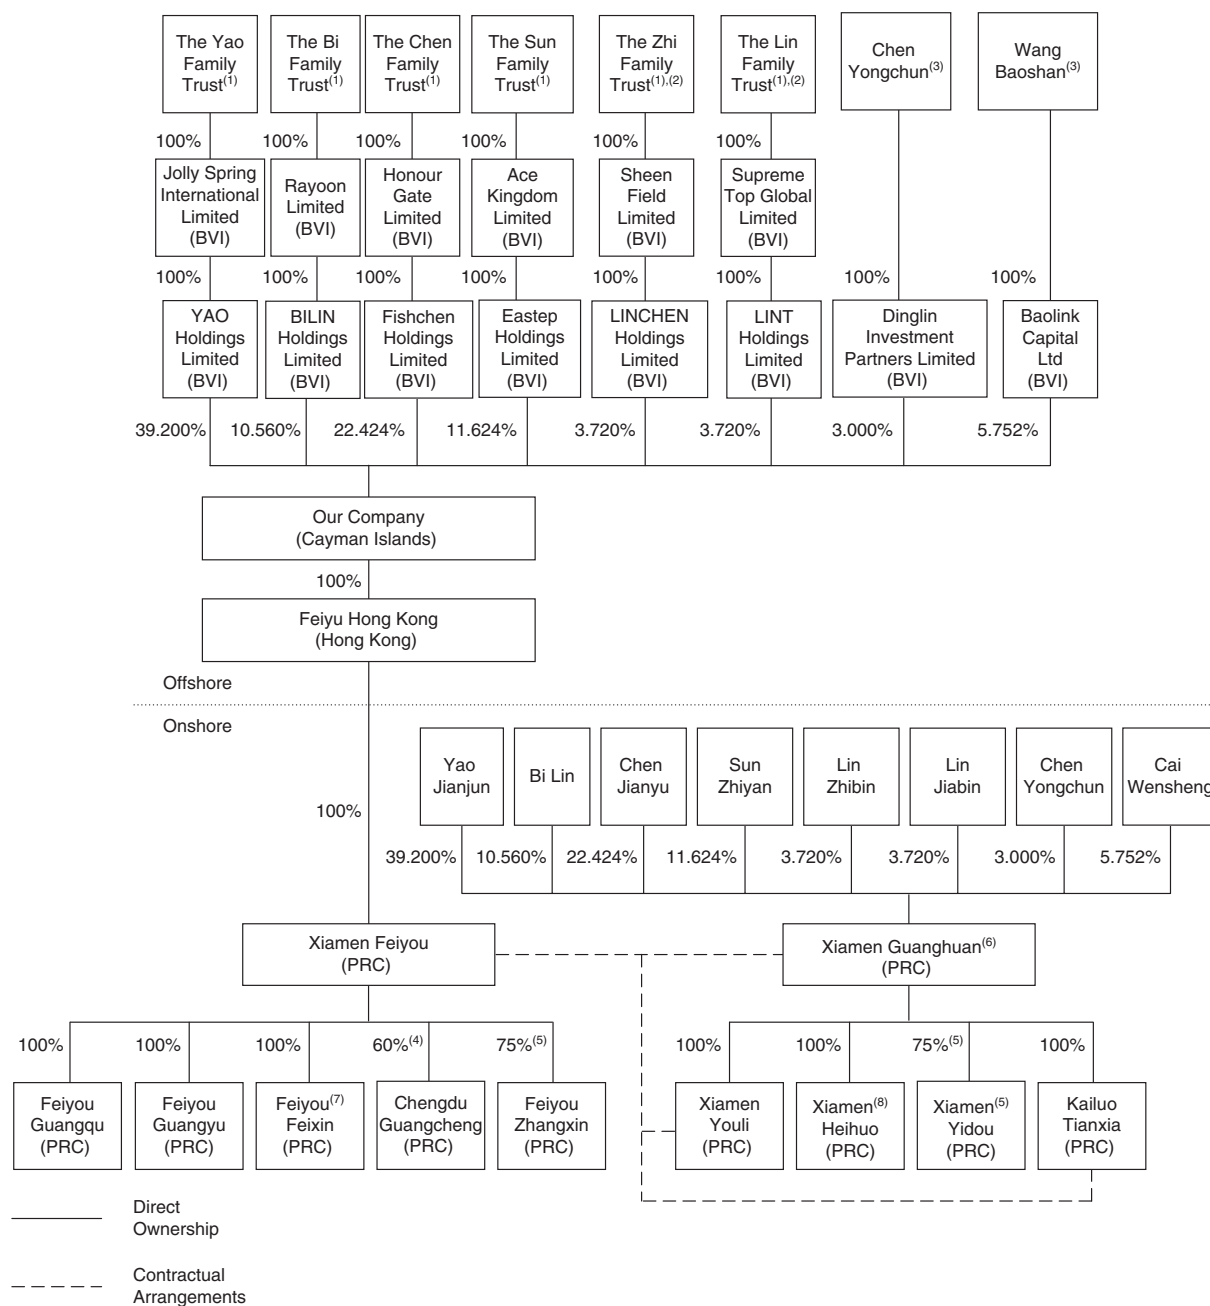 The Yao
Family
Trust(1)
The Bi
Family
Trust(1)
The Chen
Family
Trust(1)
The Sun
Family
Trust(1)
The Zhi
Family
Trust(1),(2)
The Lin
Family
Trust(1),(2)
Chen
Yongchun(3)
Wang
Baoshan(3)
100%
100%
100%
100%
100%
100%
Jolly Spring
International
Limited
(BVI)
Rayoon
Limited
(BVI)
Honour
Gate
Limited
(BVI)
Ace
Kingdom
Limited
(BVI)
Sheen
Field
Limited
(BVI)
Supreme
Top Global
Limited
(BVI)
100%
100%
100%
100%
100%
100%
100%
100%
YAO
Holdings
Limited
(BVI)
BILIN
Holdings
Limited
(BVI)
Fishchen
Holdings
Limited
(BVI)
Eastep
Holdings
Limited
(BVI)
LINCHEN
Holdings
Limited
(BVI)
LINT
Holdings
Limited
(BVI)
Dinglin
Investment
Partners Limited
(BVI)
Baolink
Capital
Ltd
(BVI)
39.200%
10.560%
22.424%
11.624%
3.720%
3.720%
3.000%
5.752%
Our Company
(Cayman Islands)
100%
Feiyu Hong Kong
(Hong Kong)
Offshore
Onshore
100%
Yao
Jianjun
Bi Lin
Chen
Jianyu
Sun
Zhiyan
Lin
Zhibin
Lin
Jiabin
Chen
Yongchun
Cai
Wensheng
39.200%
10.560%
22.424%
11.624%
3.720%
3.720%
3.000%
5.752%
Xiamen Feiyou
(PRC)
Xiamen Guanghuan(6)
(PRC)
100%
100%
100%
60%(4)
75%(5)
100%
100%
75%(5)
100%
Feiyou
Guangqu
(PRC)
Feiyou
Guangyu
(PRC)
Feiyou(7)
Feixin
(PRC)
Chengdu
Guangcheng
(PRC)
Feiyou
Zhangxin
(PRC)
Xiamen
Youli
(PRC)
Xiamen(8)
Heihuo
(PRC)
Xiamen(5)
Yidou
(PRC)
Kailuo
Tianxia
(PRC)
Direct
Ownership
Contractual
Arrangements